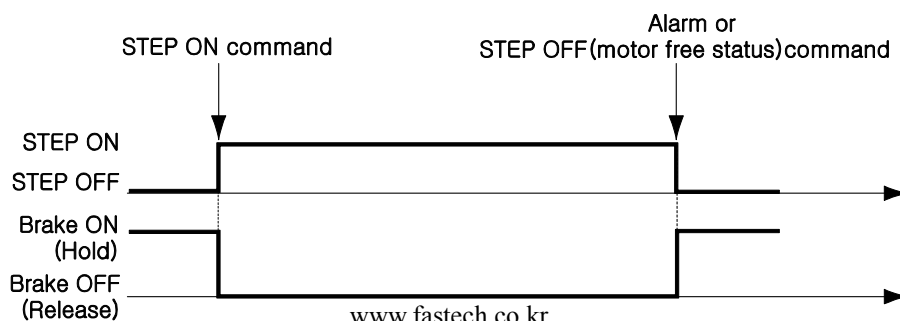 Alarm or
STEP ON command
STEP OFF(motor free status)command
STEP ON
STEP OFF
Brake ON
(Hold)
Brake OFF
(Release)
www.fastech.co.kr